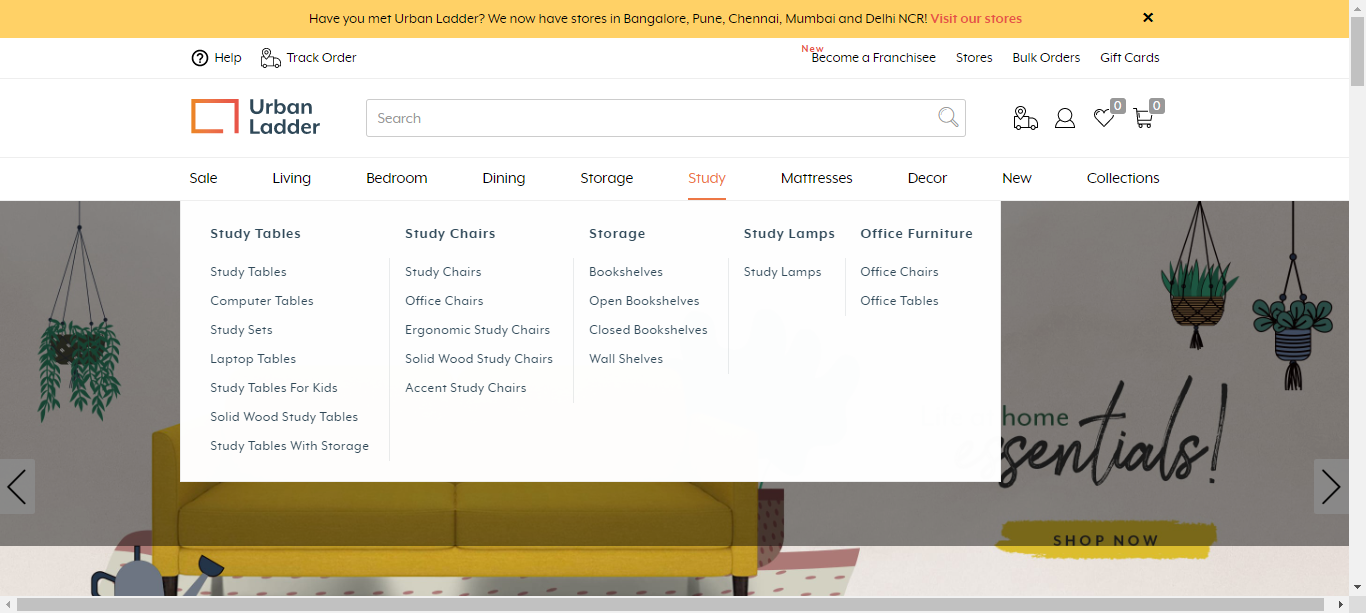 Have you met Urban Ladder? We now have stores in Bangalore, Pune, Chennai, Mumbai and Delhi NCR! Visit our stores
Help
Track Order
New
Become a Franchisee
Stores
Bulk Orders
Gift Cards
Urban
Ladder
Search
0
0
Sale
Living
Bedroom
Dining
Storage
Study
Mattresses
Decor
New
Collections
Study Tables
Study Tables
Computer Tables
Study Sets
Laptop Tables
Study Tables For Kids
Solid Wood Study Tables
Study Tables With Storage
Study Chairs
Study Chairs
Office Chairs
Ergonomic Study Chairs
Solid Wood Study Chairs
Accent Study Chairs
Storage
Bookshelves
Open Bookshelves
Closed Bookshelves
Wall Shelves
Study Lamps
Study Lamps
Office Furniture
Office Chairs
Office Tables
home
essentials!
SHOP NOW